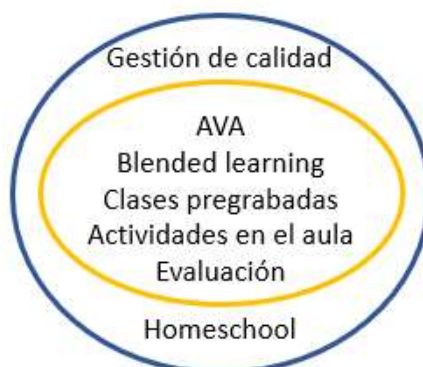 Gestión de calidad
AVA
Blended learning
Clases pregrabadas
Actividades en el aula
Evaluación
Homeschool